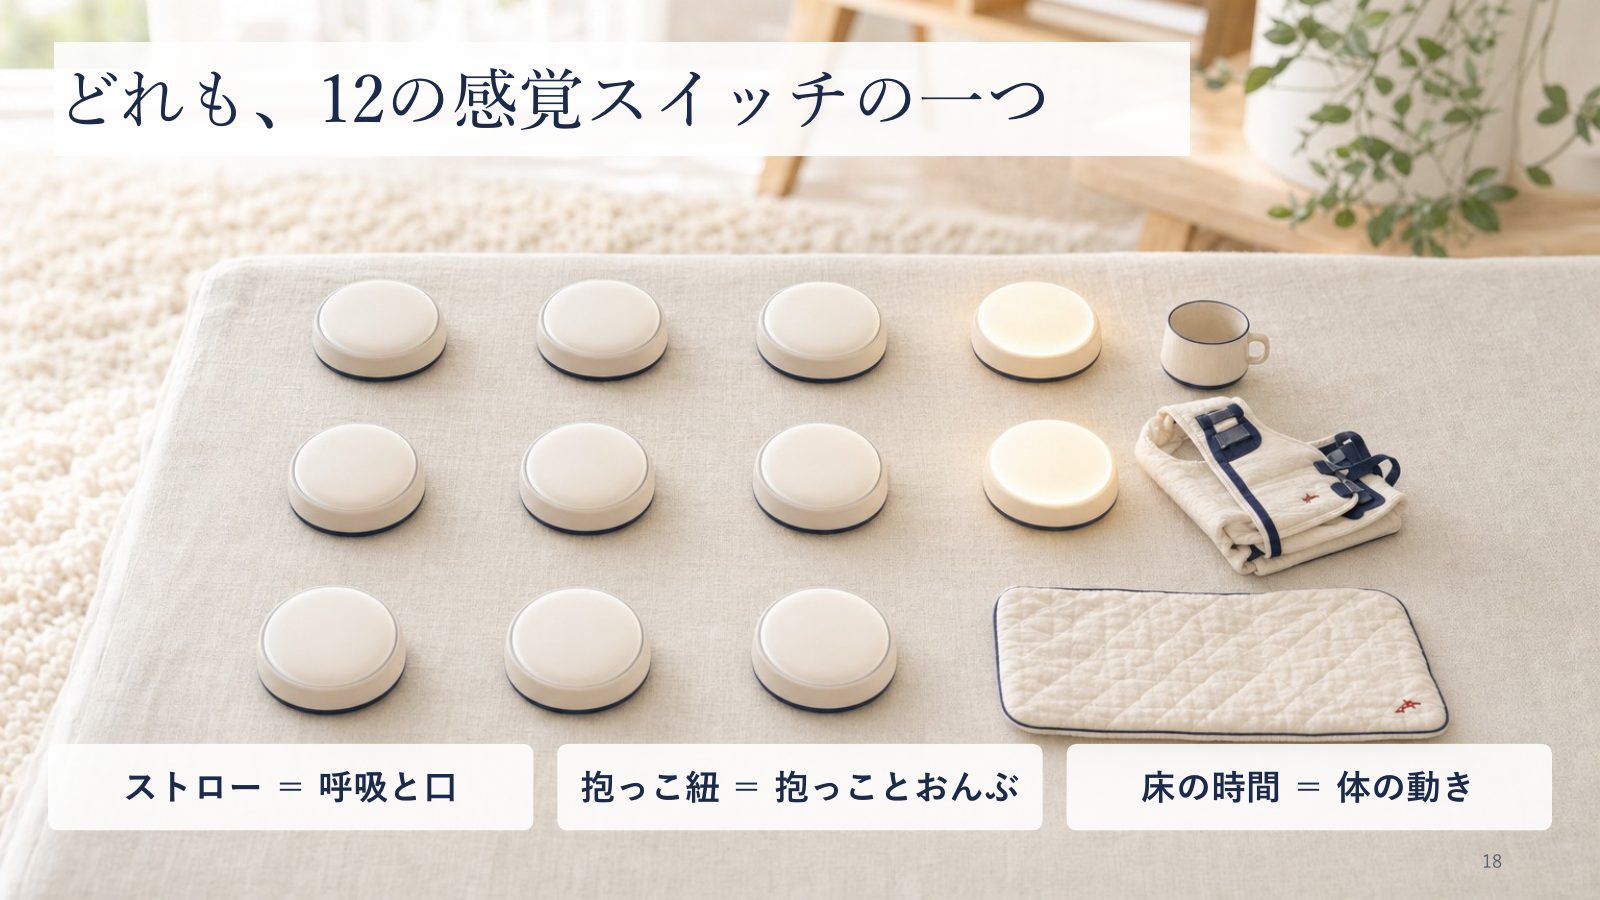 どれも、12の感覚スイッチの一つ
ストロー ＝ 呼吸と口
抱っこ紐 ＝ 抱っことおんぶ
床の時間 ＝ 体の動き
18